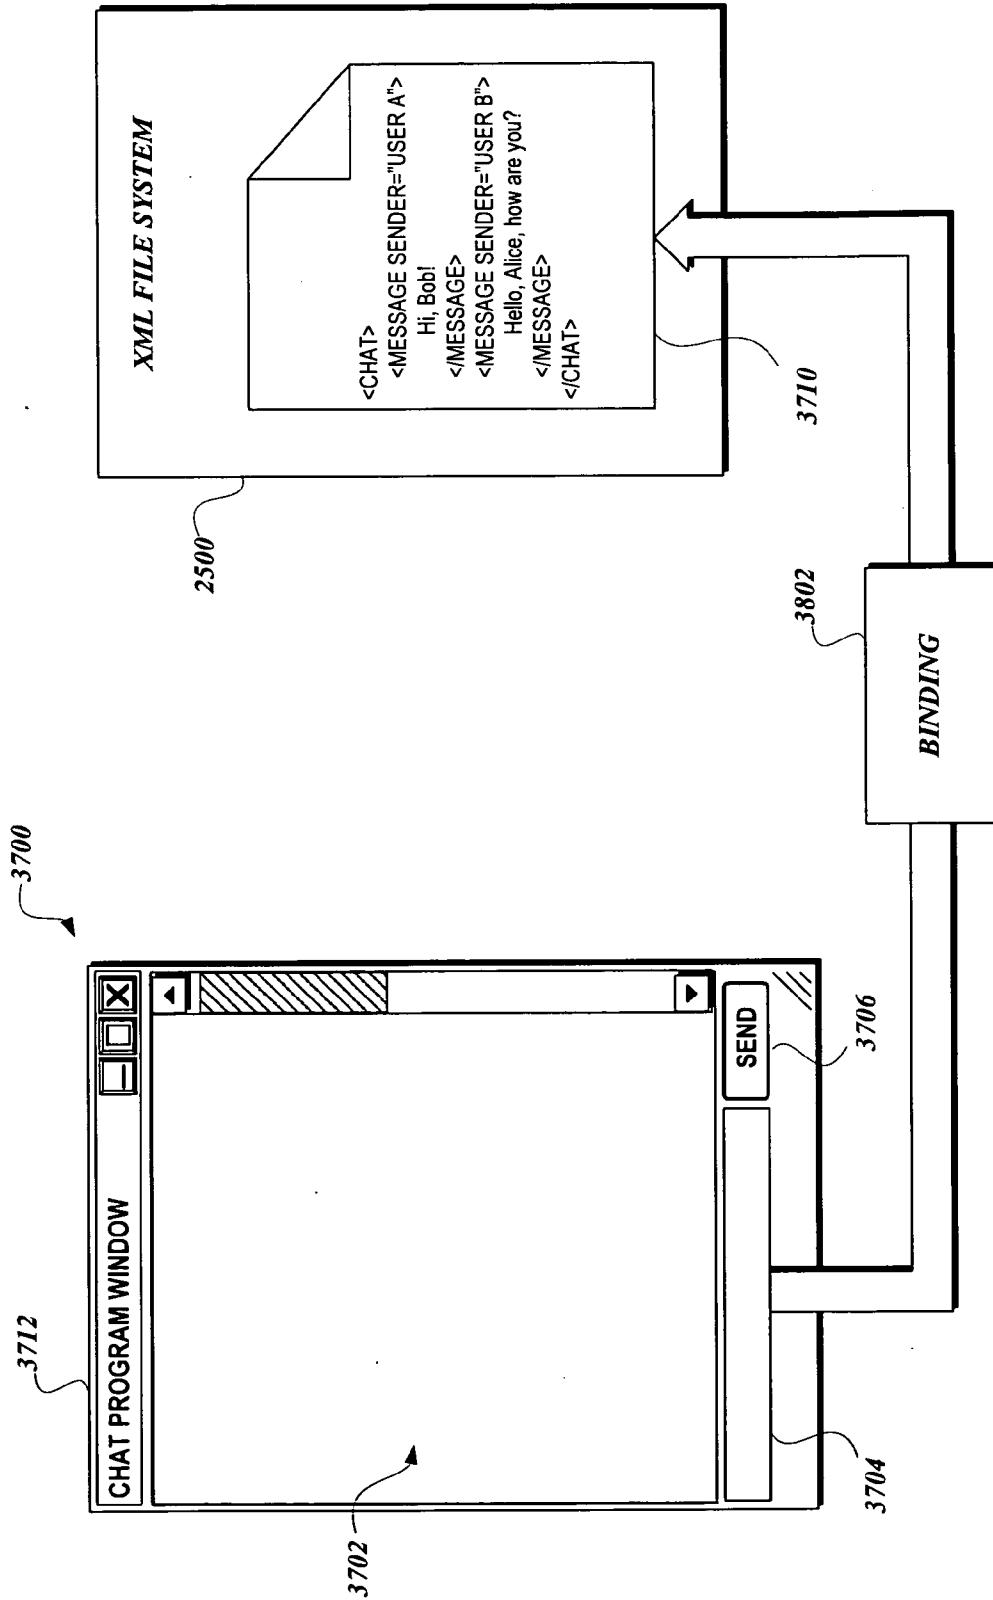 3700
3712
CHAT PROGRAM WINDOW
3702
SEND
3704
3706
XML FILE SYSTEM
2500
<CHAT>
<MESSAGE SENDER="USER A">
Hi, Bob!
</MESSAGE>
<MESSAGE SENDER="USER B">
Hello, Alice, how are you?
</MESSAGE>
</CHAT>
3710
3802
BINDING